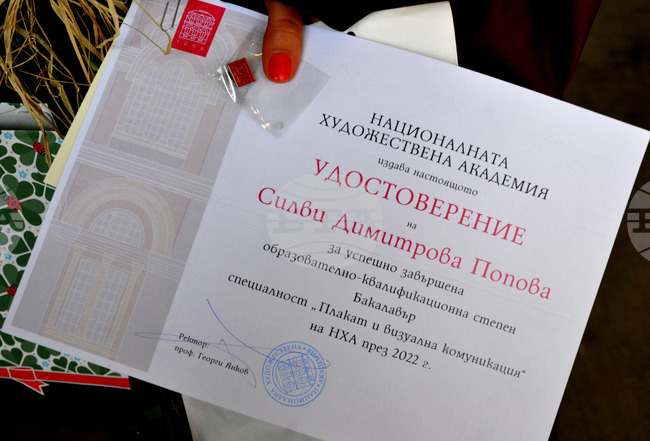 НАЦИОНАЛНАТА
ХУДОЖЕСТВЕНА АКАДЕМИЯ
издава настоящото
УДОСТОВЕРЕНИЕ
на
Силви Димитрова Попова
за успешно завършена
образователно-квалификационна степен
Бакалавър
специалност „Плакат и визуална комуникация“
на НХА през 2022 г.
Ректор,
проф. Георги Янков